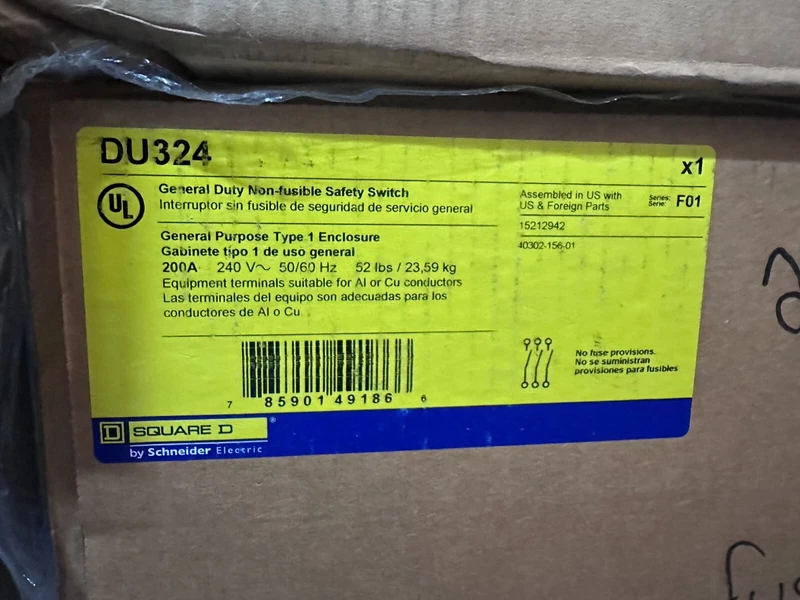 DU324
x1
UL
General Duty Non-fusible Safety Switch
Interruptor sin fusible de seguridad de servicio general
Assembled in US with
US & Foreign Parts
Series:
Serie:
F01
15212942
40302-156-01
General Purpose Type 1 Enclosure
Gabinete tipo 1 de uso general
200A 240 V~ 50/60 Hz 52 lbs / 23,59 kg
Equipment terminals suitable for Al or Cu conductors
Las terminales del equipo son adecuadas para los
conductores de Al o Cu
No fuse provisions.
No se suministran
provisiones para fusibles
7 85901 49186 6
D SQUARE D ®
by Schneider Electric